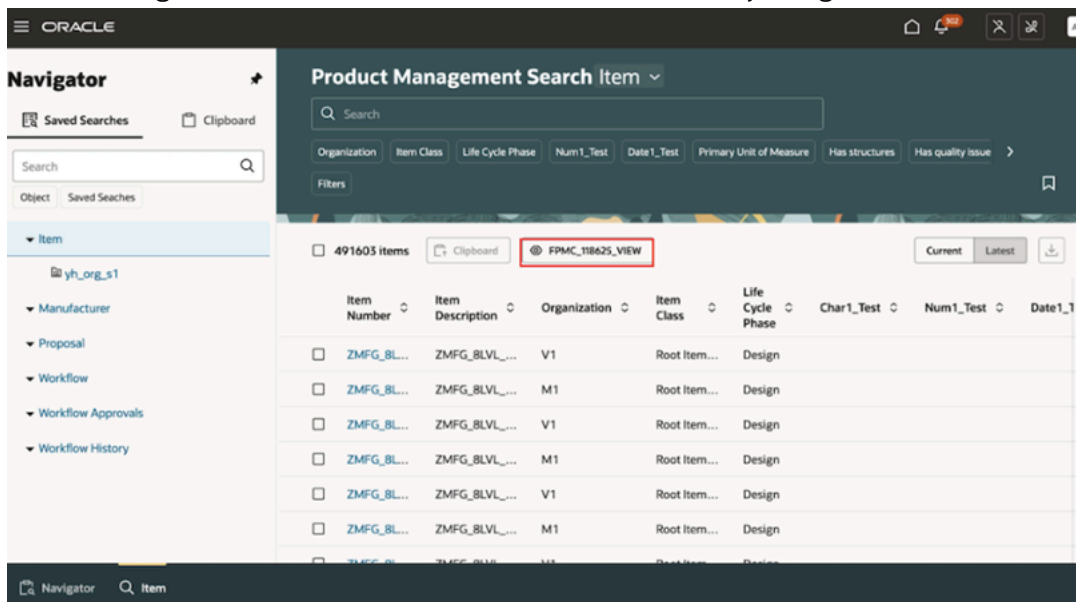 ORACLE
302
Navigator
Saved Searches
Clipboard
Search
Object
Saved Seaches
Item
yh_org_s1
Manufacturer
Proposal
Workflow
Workflow Approvals
Workflow History
Product Management Search Item
Search
Organization Item Class Life Cycle Phase Num1_Test Date1_Test Primary Unit of Measure Has structures Has quality issue
Filters
491603 items Clipboard FPMC_118625_VIEW Current Latest
Item Number Item Description Organization Item Class Life Cycle Phase Char1_Test Num1_Test Date1_T
ZMFG_8L... ZMFG_8LVL_... V1 Root Item... Design
ZMFG_8L... ZMFG_8LVL_... M1 Root Item... Design
ZMFG_8L... ZMFG_8LVL_... V1 Root Item... Design
ZMFG_8L... ZMFG_8LVL_... M1 Root Item... Design
ZMFG_8L... ZMFG_8LVL_... V1 Root Item... Design
ZMFG_8L... ZMFG_8LVL_... M1 Root Item... Design
Navigator Item